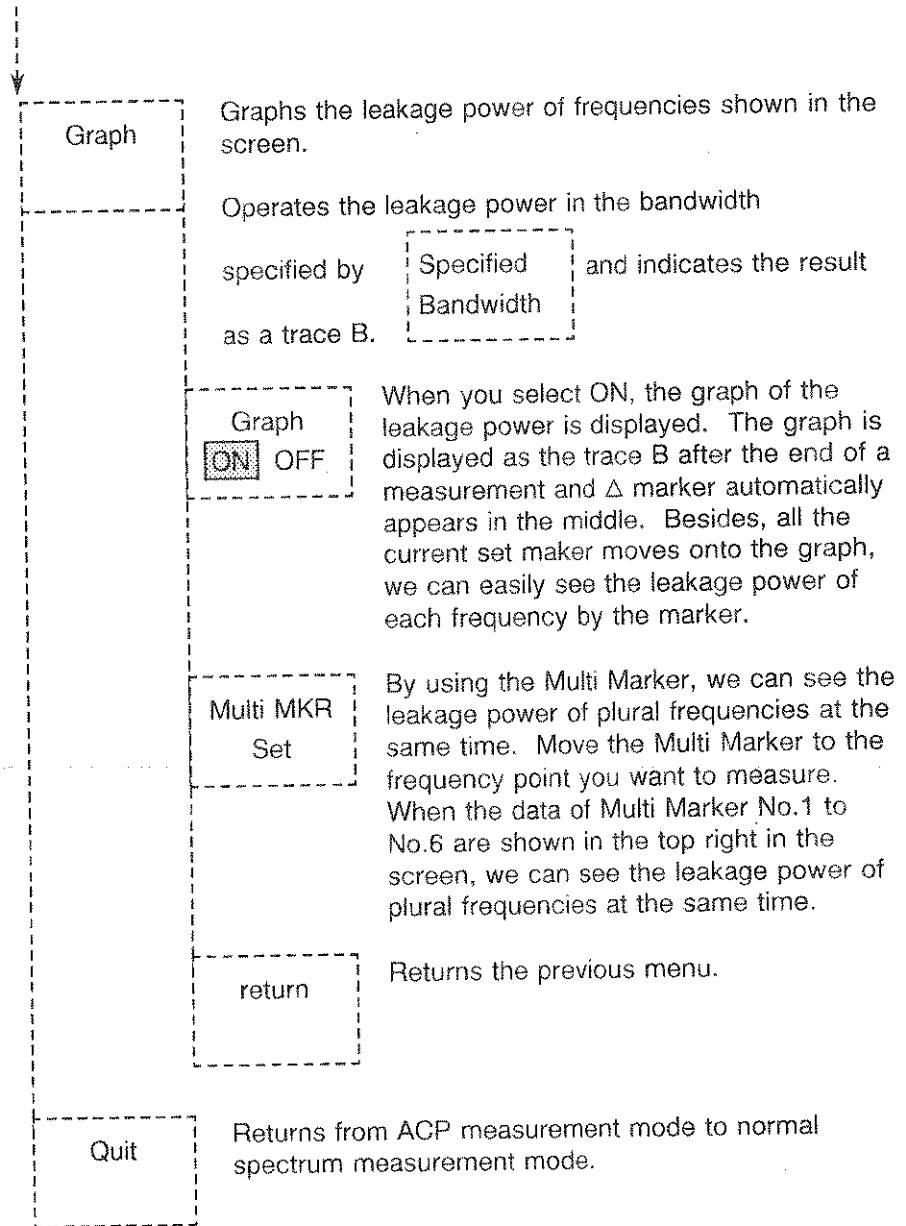 Graph
Graphs the leakage power of frequencies shown in the
screen.
Operates the leakage power in the bandwidth
specified by Specified Bandwidth and indicates the result
as a trace B.
Graph
ON OFF
When you select ON, the graph of the
leakage power is displayed. The graph is
displayed as the trace B after the end of a
measurement and △ marker automatically
appears in the middle. Besides, all the
current set maker moves onto the graph,
we can easily see the leakage power of
each frequency by the marker.
Multi MKR
Set
By using the Multi Marker, we can see the
leakage power of plural frequencies at the
same time. Move the Multi Marker to the
frequency point you want to measure.
When the data of Multi Marker No.1 to
No.6 are shown in the top right in the
screen, we can see the leakage power of
plural frequencies at the same time.
return
Returns the previous menu.
Quit
Returns from ACP measurement mode to normal
spectrum measurement mode.